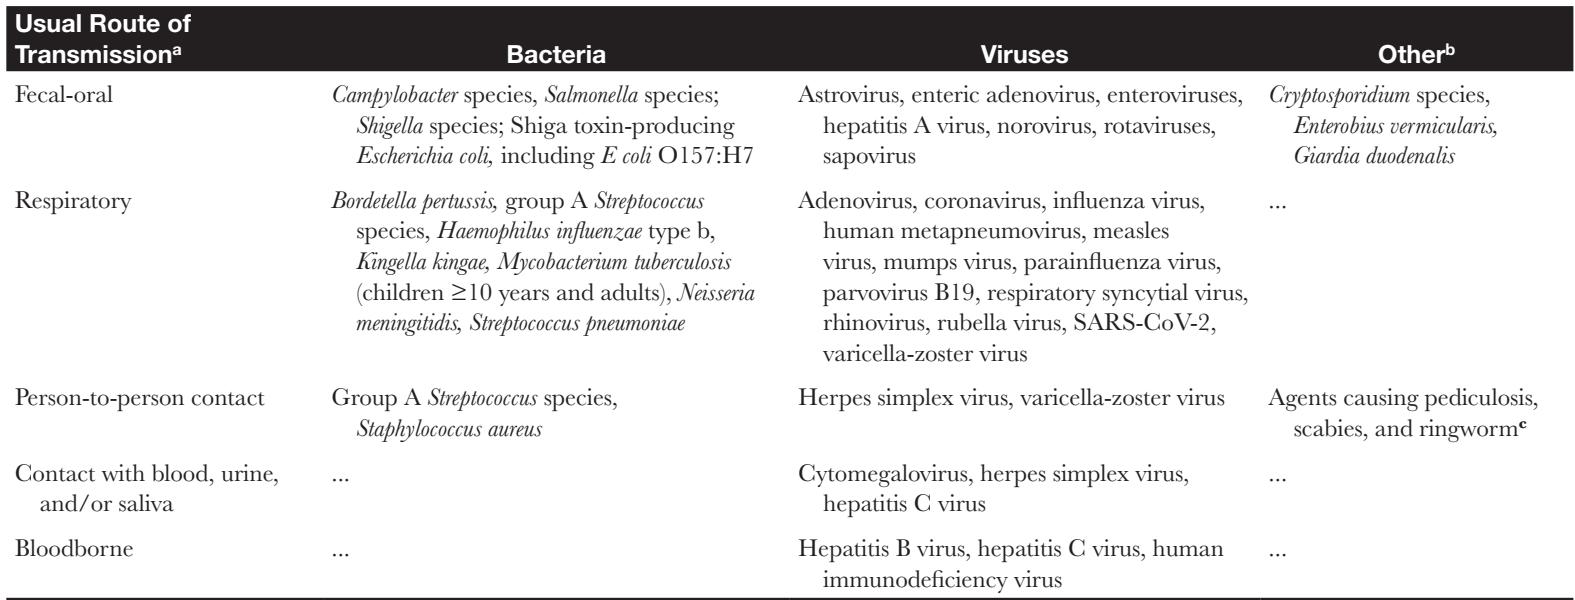 Usual Route of
Transmissionᵃ Bacteria Viruses Otherᵇ
Fecal-oral
Campylobacter species, Salmonella species;
Shigella species; Shiga toxin-producing
Escherichia coli, including E coli O157:H7
Astrovirus, enteric adenovirus, enteroviruses,
hepatitis A virus, norovirus, rotaviruses,
sapovirus
Cryptosporidium species,
Enterobius vermicularis,
Giardia duodenalis
Respiratory
Bordetella pertussis, group A Streptococcus
species, Haemophilus influenzae type b,
Kingella kingae, Mycobacterium tuberculosis
(children ≥10 years and adults), Neisseria
meningitidis, Streptococcus pneumoniae
Adenovirus, coronavirus, influenza virus,
human metapneumovirus, measles
virus, mumps virus, parainfluenza virus,
parvovirus B19, respiratory syncytial virus,
rhinovirus, rubella virus, SARS-CoV-2,
varicella-zoster virus
...
Person-to-person contact
Group A Streptococcus species,
Staphylococcus aureus
Herpes simplex virus, varicella-zoster virus
Agents causing pediculosis,
scabies, and ringwormᶜ
Contact with blood, urine,
and/or saliva
...
Cytomegalovirus, herpes simplex virus,
hepatitis C virus
...
Bloodborne
...
Hepatitis B virus, hepatitis C virus, human
immunodeficiency virus
...